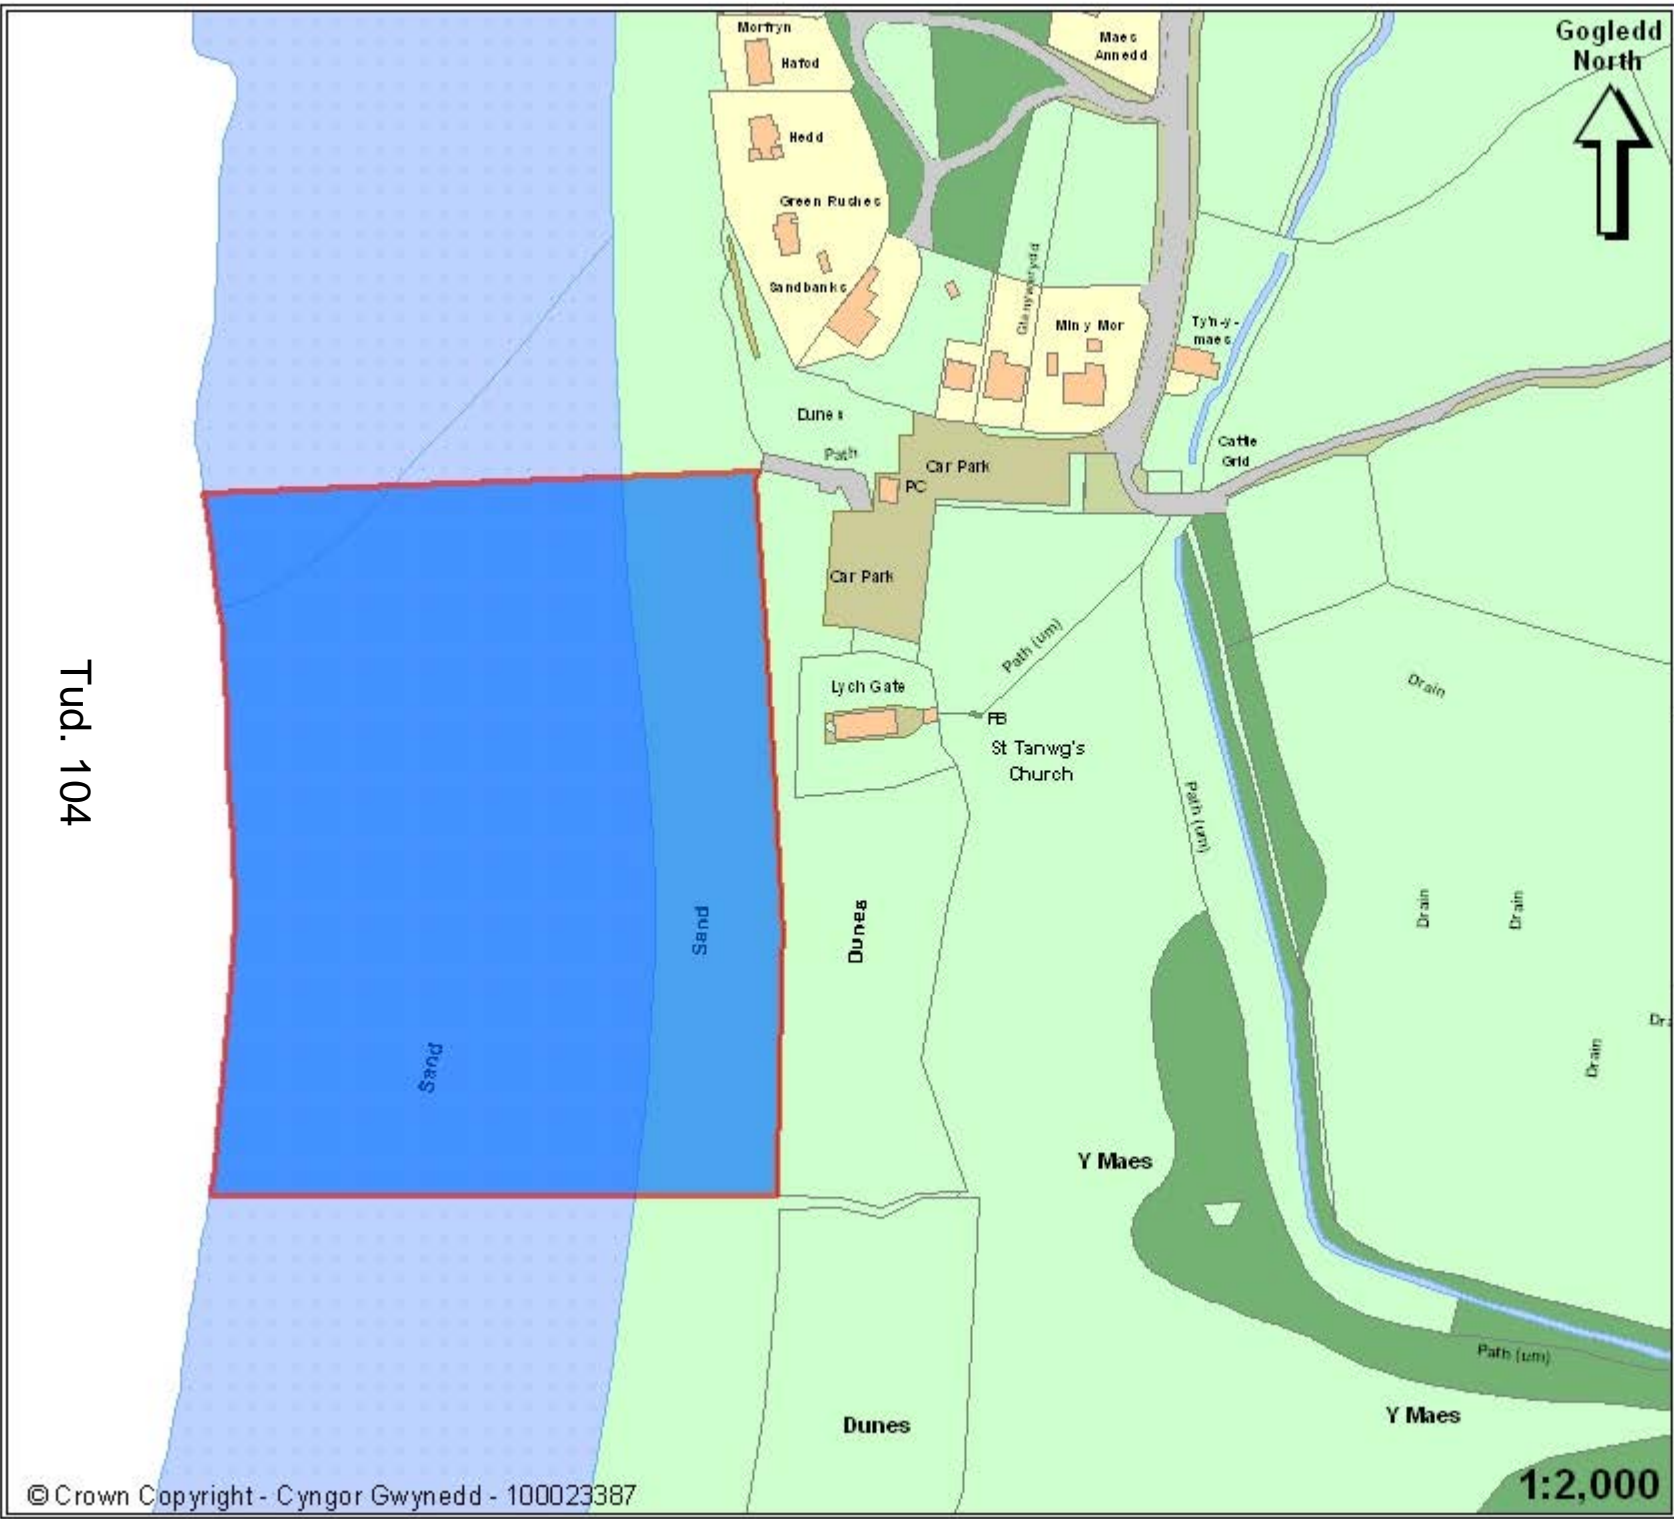 Gogledd
North
Morfryn
Hafod
Maes
Annedd
Hedd
Green Rushes
Sandbanks
Glanywerydd
Min y Mor
Ty'n-y-
maes
Dunes
Path
Car Park
PC
Cattle
Grid
Car Park
Path (um)
Lych Gate
FB
St Tanwg's
Church
Drain
Tud. 104
Path (um)
Sand
Dunes
Drain
Drain
Sand
Drain
Y Maes
Path (um)
Dunes
Y Maes
© Crown Copyright - Cyngor Gwynedd - 100023387
1:2,000